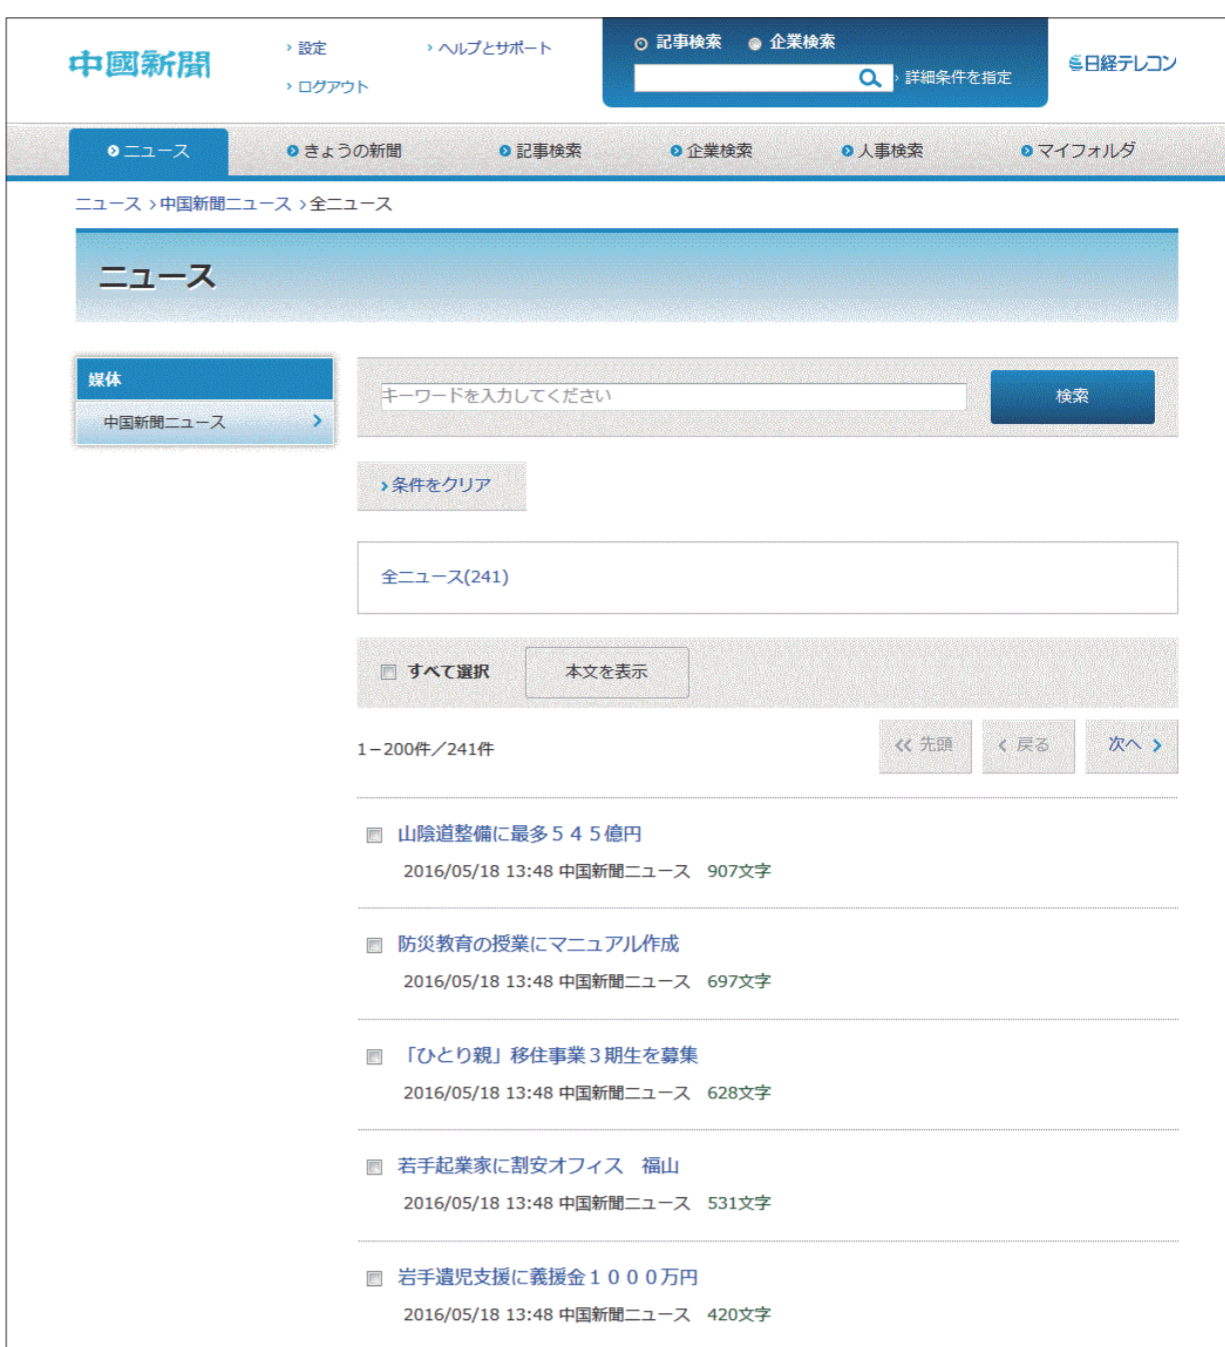 中國新聞
設定
ヘルプとサポート
ログアウト
記事検索 企業検索
詳細条件を指定
日経テレコン
ニュース きょうの新聞 記事検索 企業検索 人事検索 マイフォルダ
ニュース › 中国新聞ニュース › 全ニュース
ニュース
媒体
中国新聞ニュース
キーワードを入力してください
検索
条件をクリア
全ニュース(241)
すべて選択 本文を表示
1－200件／241件
先頭 戻る 次へ
山陰道整備に最多５４５億円
2016/05/18 13:48 中国新聞ニュース 907文字
防災教育の授業にマニュアル作成
2016/05/18 13:48 中国新聞ニュース 697文字
「ひとり親」移住事業３期生を募集
2016/05/18 13:48 中国新聞ニュース 628文字
若手起業家に割安オフィス　福山
2016/05/18 13:48 中国新聞ニュース 531文字
岩手遺児支援に義援金１０００万円
2016/05/18 13:48 中国新聞ニュース 420文字